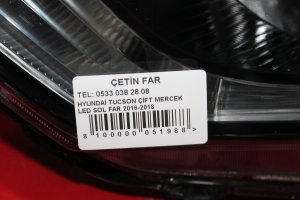 ÇETİN FAR
TEL: 0533 038 28 08
HYUNDAI TUCSON ÇİFT MERCEK
LED SOL FAR 2016-2018
8 100000 051988 >